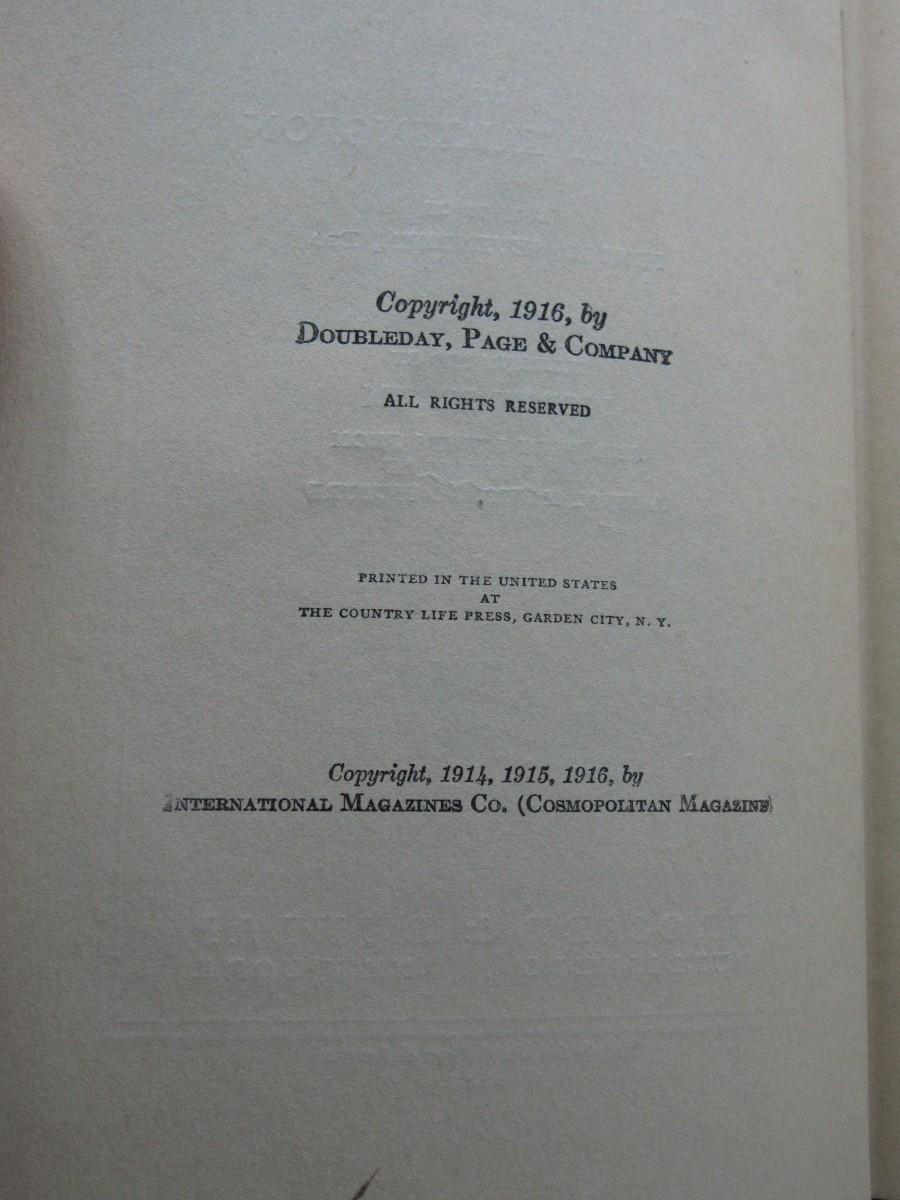 Copyright, 1916, by
DOUBLEDAY, PAGE & COMPANY
ALL RIGHTS RESERVED
PRINTED IN THE UNITED STATES
AT
THE COUNTRY LIFE PRESS, GARDEN CITY, N. Y.
Copyright, 1914, 1915, 1916, by
INTERNATIONAL MAGAZINES CO. (COSMOPOLITAN MAGAZINE)